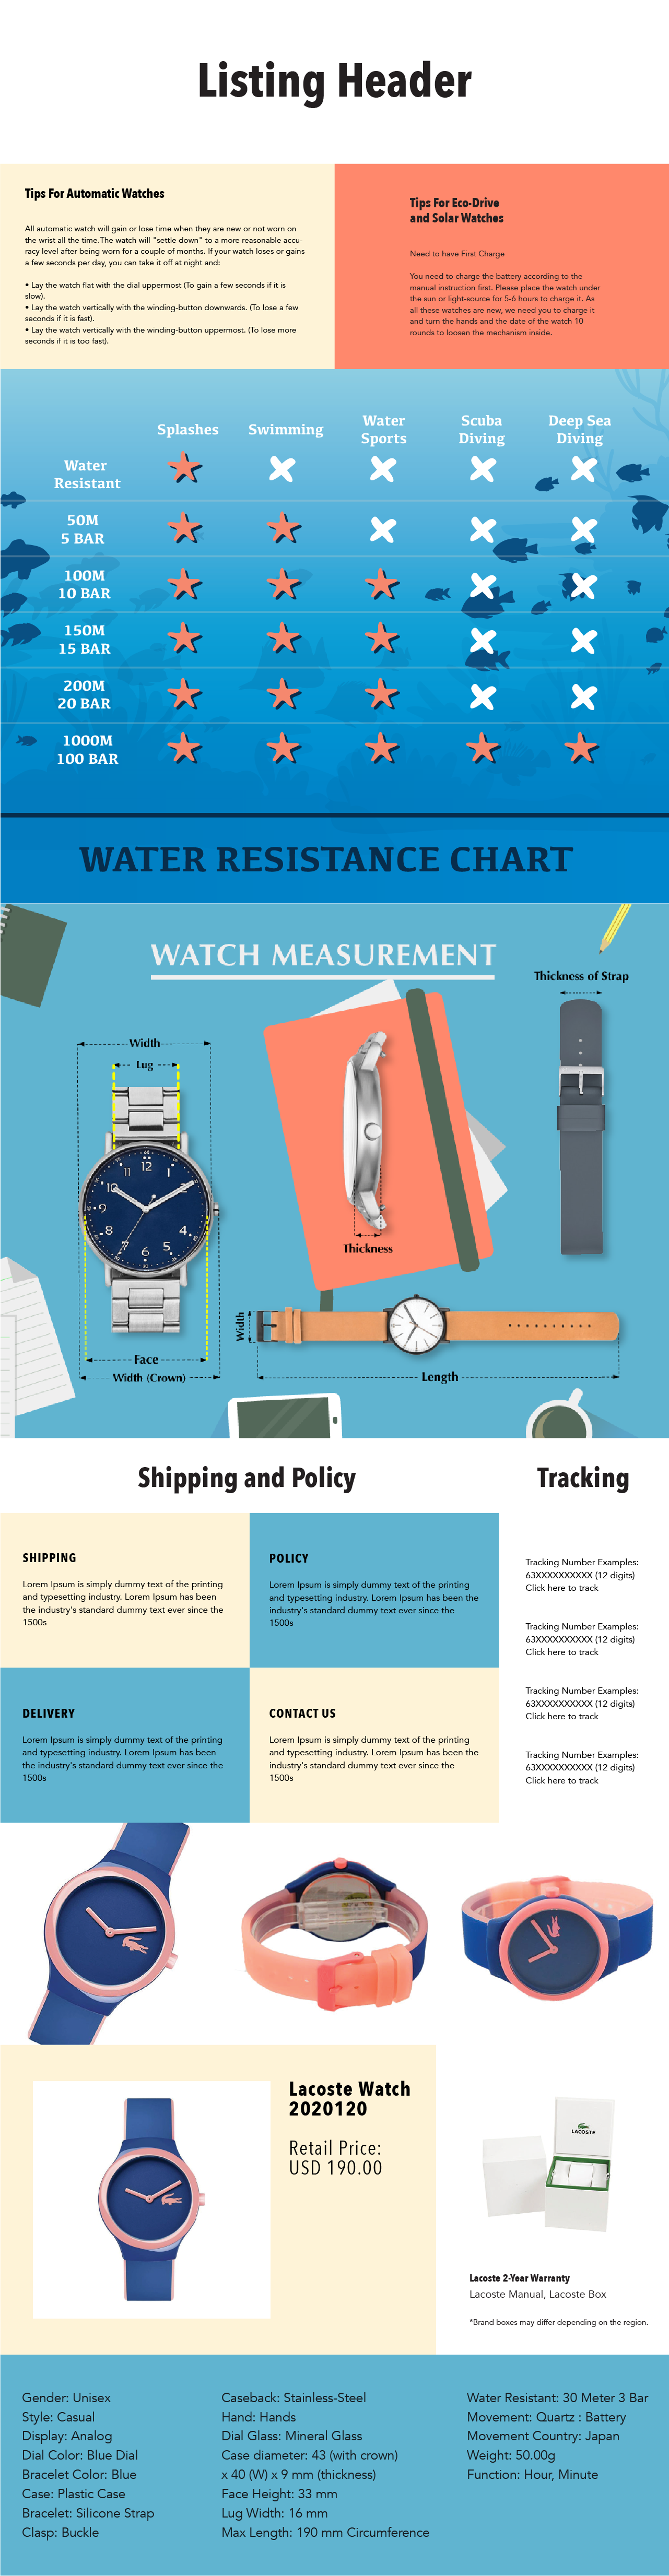 Listing Header
Tips For Automatic Watches
All automatic watch will gain or lose time when they are new or not worn on
the wrist all the time.The watch will "settle down" to a more reasonable accu-
racy level after being worn for a couple of months. If your watch loses or gains
a few seconds per day, you can take it off at night and:
• Lay the watch flat with the dial uppermost (To gain a few seconds if it is
slow).
• Lay the watch vertically with the winding-button downwards. (To lose a few
seconds if it is fast).
• Lay the watch vertically with the winding-button uppermost. (To lose more
seconds if it is too fast).
Tips For Eco-Drive
and Solar Watches
Need to have First Charge
You need to charge the battery according to the
manual instruction first. Please place the watch under
the sun or light-source for 5-6 hours to charge it. As
all these watches are new, we need you to charge it
and turn the hands and the date of the watch 10
rounds to loosen the mechanism inside.
Splashes
Swimming
Water
Sports
Scuba
Diving
Deep Sea
Diving
Water
Resistant
50M
5 BAR
100M
10 BAR
150M
15 BAR
200M
20 BAR
1000M
100 BAR
WATER RESISTANCE CHART
WATCH MEASUREMENT
Thickness of Strap
Width
Lug
11 12 1
10 2
9
8 4
7 6 5
Thickness
Face
Width (Crown)
Width
Length
Shipping and Policy
Tracking
SHIPPING
Lorem Ipsum is simply dummy text of the printing
and typesetting industry. Lorem Ipsum has been
the industry's standard dummy text ever since the
1500s
POLICY
Lorem Ipsum is simply dummy text of the printing
and typesetting industry. Lorem Ipsum has been the
industry's standard dummy text ever since the
1500s
DELIVERY
Lorem Ipsum is simply dummy text of the printing
and typesetting industry. Lorem Ipsum has been
the industry's standard dummy text ever since the
1500s
CONTACT US
Lorem Ipsum is simply dummy text of the printing
and typesetting industry. Lorem Ipsum has been the
industry's standard dummy text ever since the
1500s
Tracking Number Examples:
63XXXXXXXXXX (12 digits)
Click here to track
Tracking Number Examples:
63XXXXXXXXXX (12 digits)
Click here to track
Tracking Number Examples:
63XXXXXXXXXX (12 digits)
Click here to track
Tracking Number Examples:
63XXXXXXXXXX (12 digits)
Click here to track
Lacoste Watch
2020120
Retail Price:
USD 190.00
LACOSTE
Lacoste 2-Year Warranty
Lacoste Manual, Lacoste Box
*Brand boxes may differ depending on the region.
Gender: Unisex
Style: Casual
Display: Analog
Dial Color: Blue Dial
Bracelet Color: Blue
Case: Plastic Case
Bracelet: Silicone Strap
Clasp: Buckle
Caseback: Stainless-Steel
Hand: Hands
Dial Glass: Mineral Glass
Case diameter: 43 (with crown)
x 40 (W) x 9 mm (thickness)
Face Height: 33 mm
Lug Width: 16 mm
Max Length: 190 mm Circumference
Water Resistant: 30 Meter 3 Bar
Movement: Quartz : Battery
Movement Country: Japan
Weight: 50.00g
Function: Hour, Minute